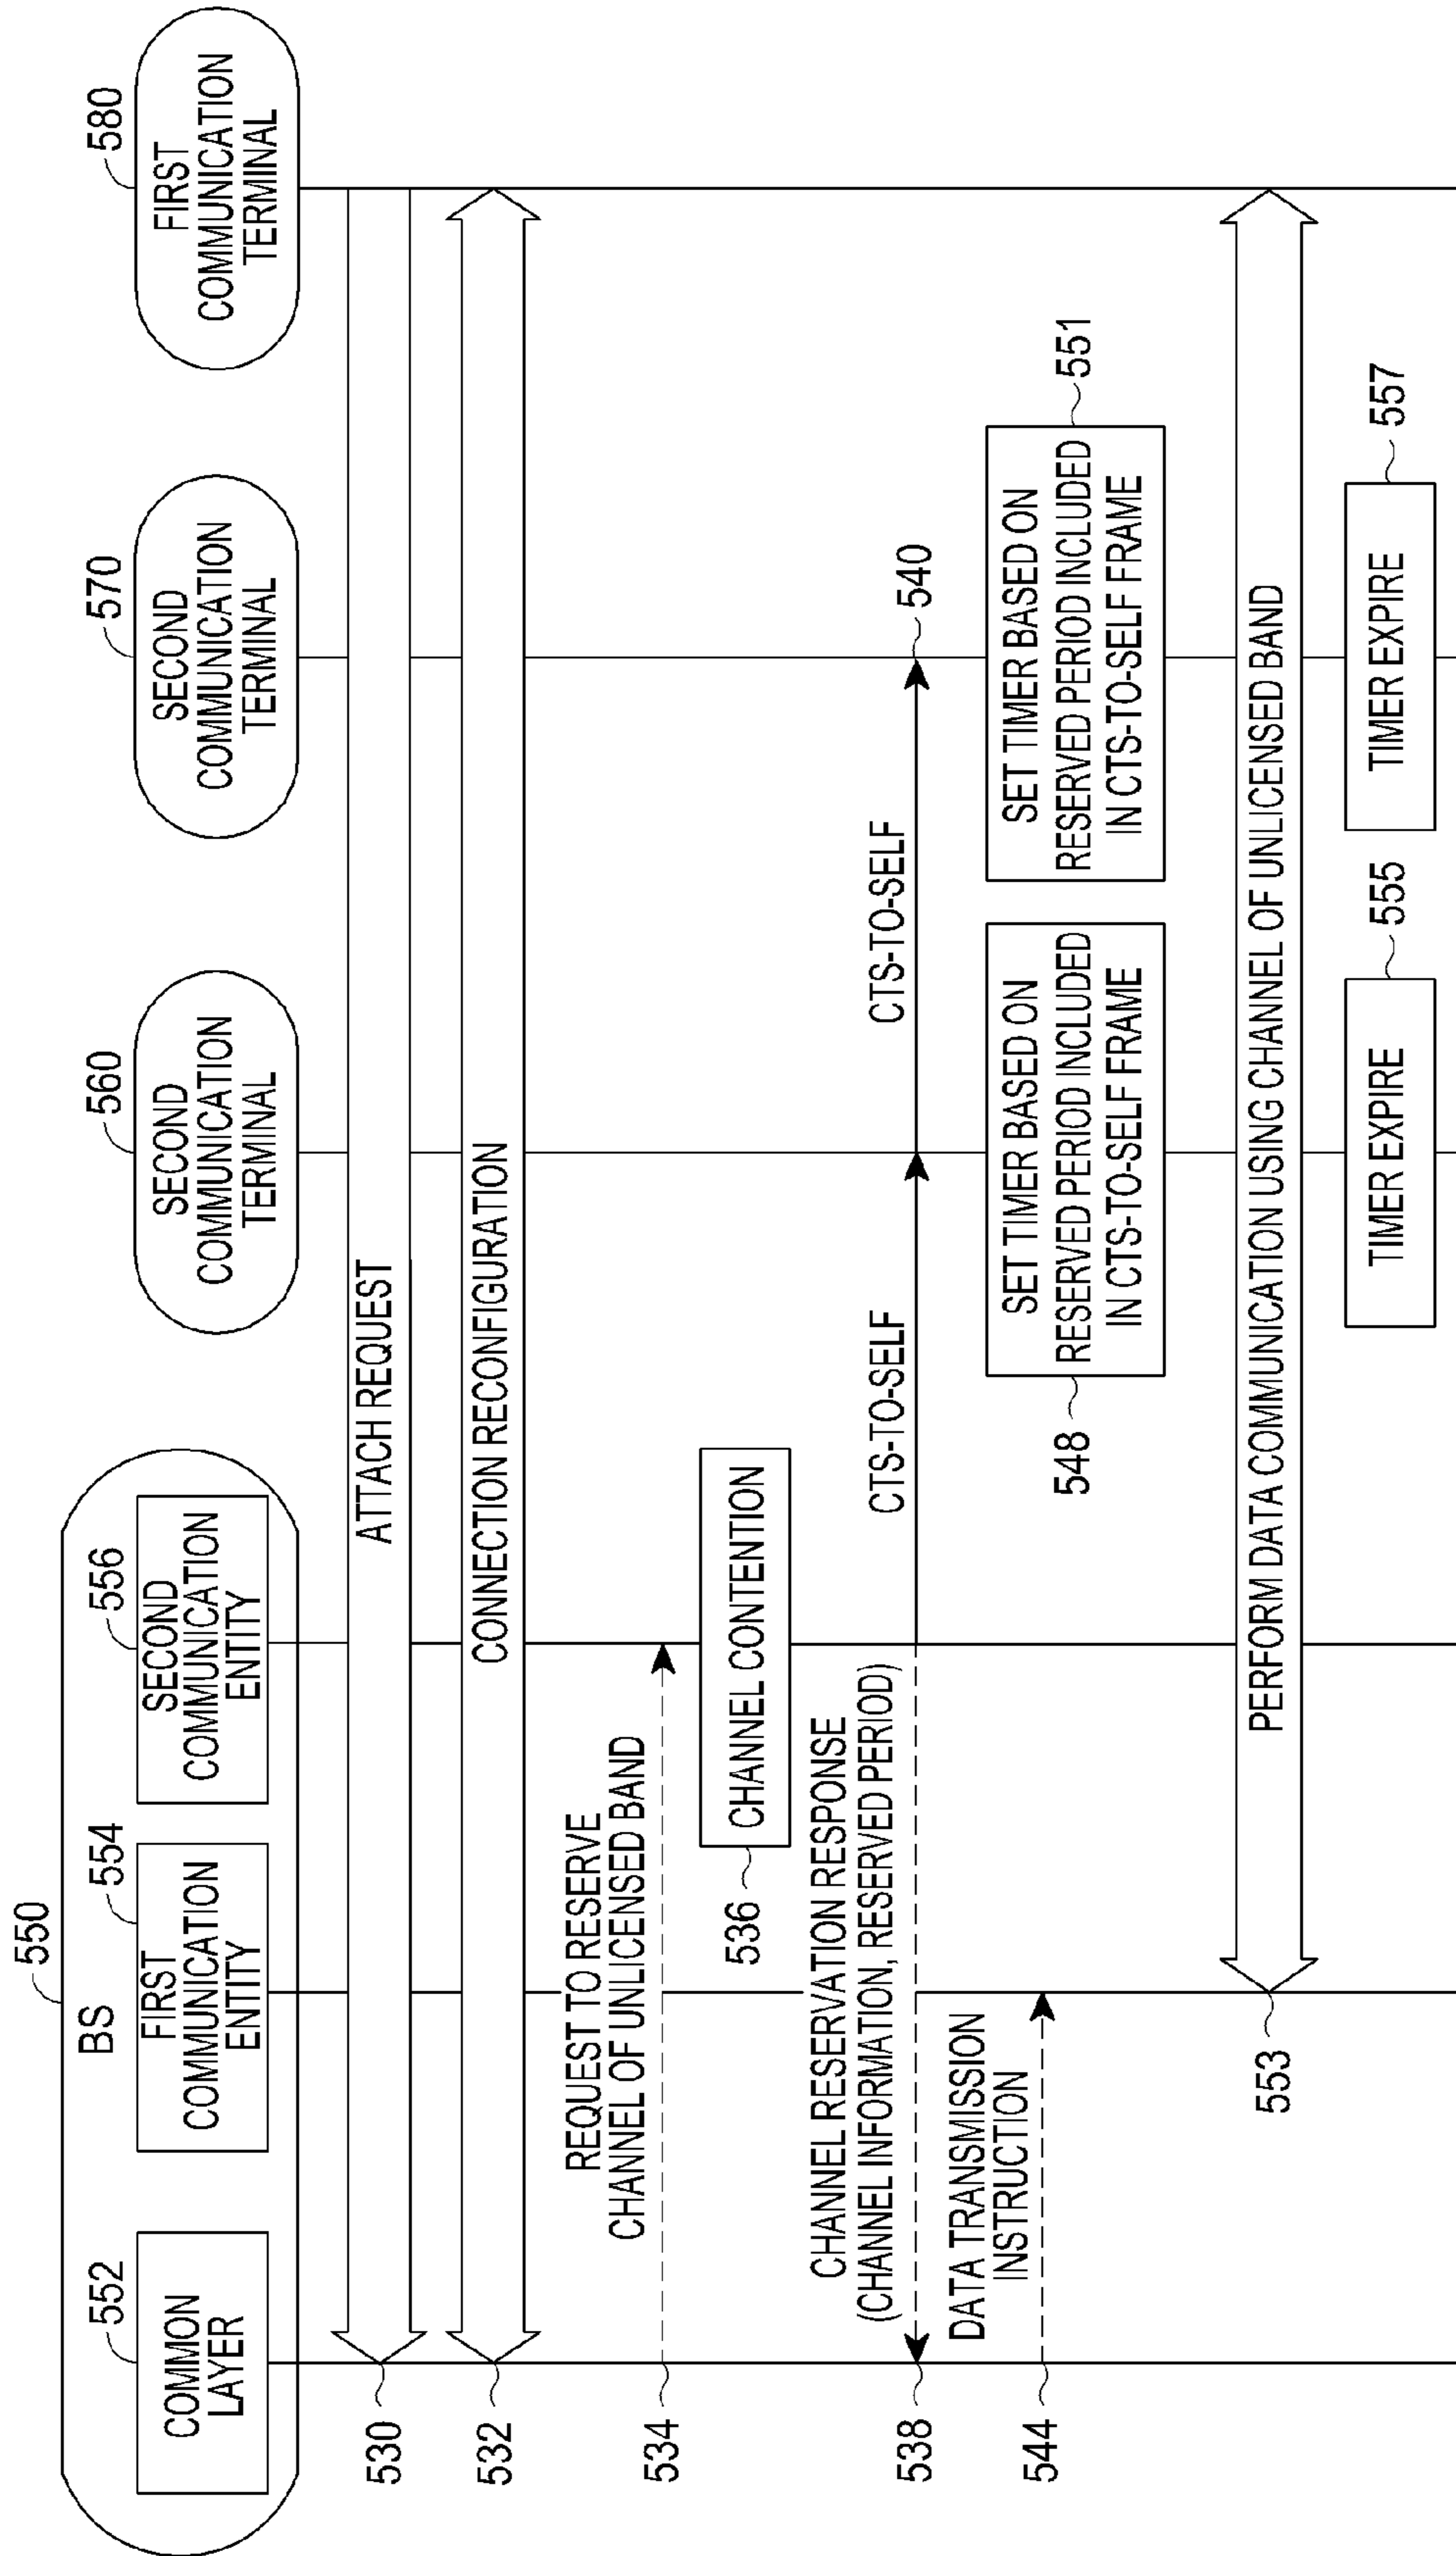 550
BS
552
COMMON
LAYER
554
FIRST
COMMUNICATION
ENTITY
556
SECOND
COMMUNICATION
ENTITY
560
SECOND
COMMUNICATION
TERMINAL
570
SECOND
COMMUNICATION
TERMINAL
580
FIRST
COMMUNICATION
TERMINAL
530
ATTACH REQUEST
532
CONNECTION RECONFIGURATION
534
REQUEST TO RESERVE
CHANNEL OF UNLICENSED BAND
536
CHANNEL CONTENTION
538
CHANNEL RESERVATION RESPONSE
(CHANNEL INFORMATION, RESERVED PERIOD)
CTS-TO-SELF
CTS-TO-SELF
540
544
DATA TRANSMISSION
INSTRUCTION
548
SET TIMER BASED ON
RESERVED PERIOD INCLUDED
IN CTS-TO-SELF FRAME
SET TIMER BASED ON
RESERVED PERIOD INCLUDED
IN CTS-TO-SELF FRAME
551
553
PERFORM DATA COMMUNICATION USING CHANNEL OF UNLICENSED BAND
TIMER EXPIRE
555
TIMER EXPIRE
557